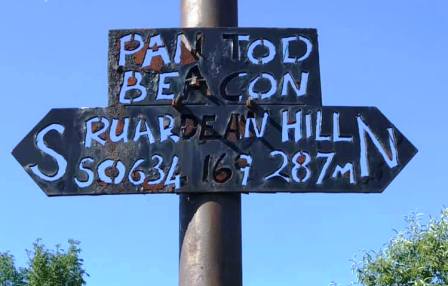 PAN TOD
BEACON
S RUARDEAN HILL N
SO634 169 287m